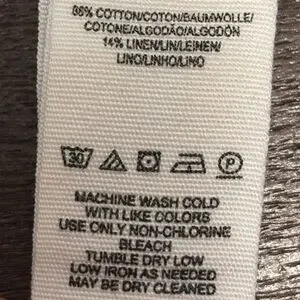 86% COTTON/COTON/BAUMWOLLE/
COTONE/ALGODÃO/ALGODÓN
14% LINEN/LIN/LEINEN/
LINO/LINHO/LINO
30 P
MACHINE WASH COLD
WITH LIKE COLORS
USE ONLY NON-CHLORINE
BLEACH
TUMBLE DRY LOW
LOW IRON AS NEEDED
MAY BE DRY CLEANED